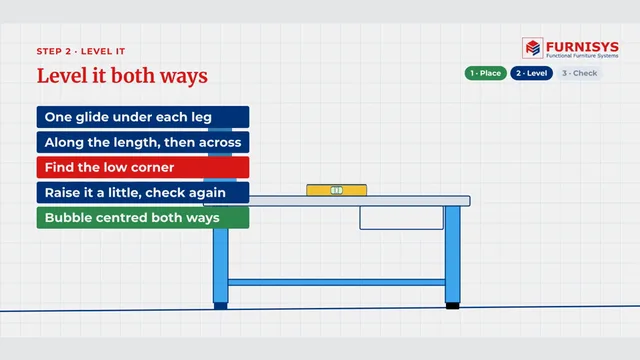 STEP 2 · LEVEL IT
Level it both ways
FURNISYS
Functional Furniture Systems
1 · Place
2 · Level
3 · Check
One glide under each leg
Along the length, then across
Find the low corner
Raise it a little, check again
Bubble centred both ways